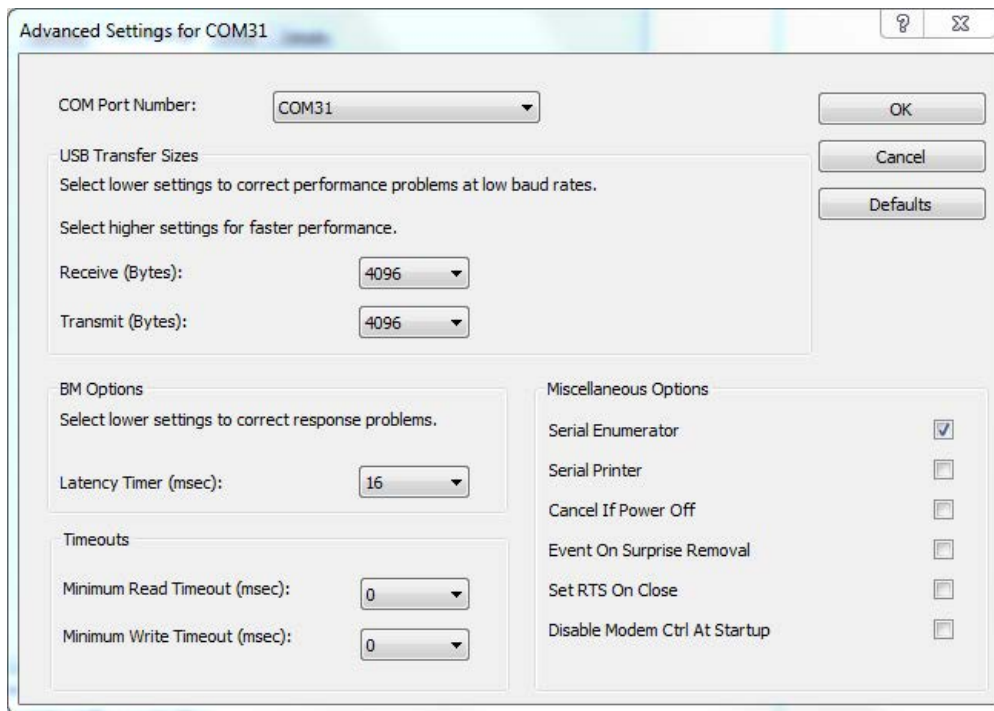 Advanced Settings for COM31
COM Port Number:
COM31
OK
Cancel
Defaults
USB Transfer Sizes
Select lower settings to correct performance problems at low baud rates.
Select higher settings for faster performance.
Receive (Bytes):
4096
Transmit (Bytes):
4096
BM Options
Select lower settings to correct response problems.
Latency Timer (msec):
16
Timeouts
Minimum Read Timeout (msec):
0
Minimum Write Timeout (msec):
0
Miscellaneous Options
Serial Enumerator
Serial Printer
Cancel If Power Off
Event On Surprise Removal
Set RTS On Close
Disable Modem Ctrl At Startup